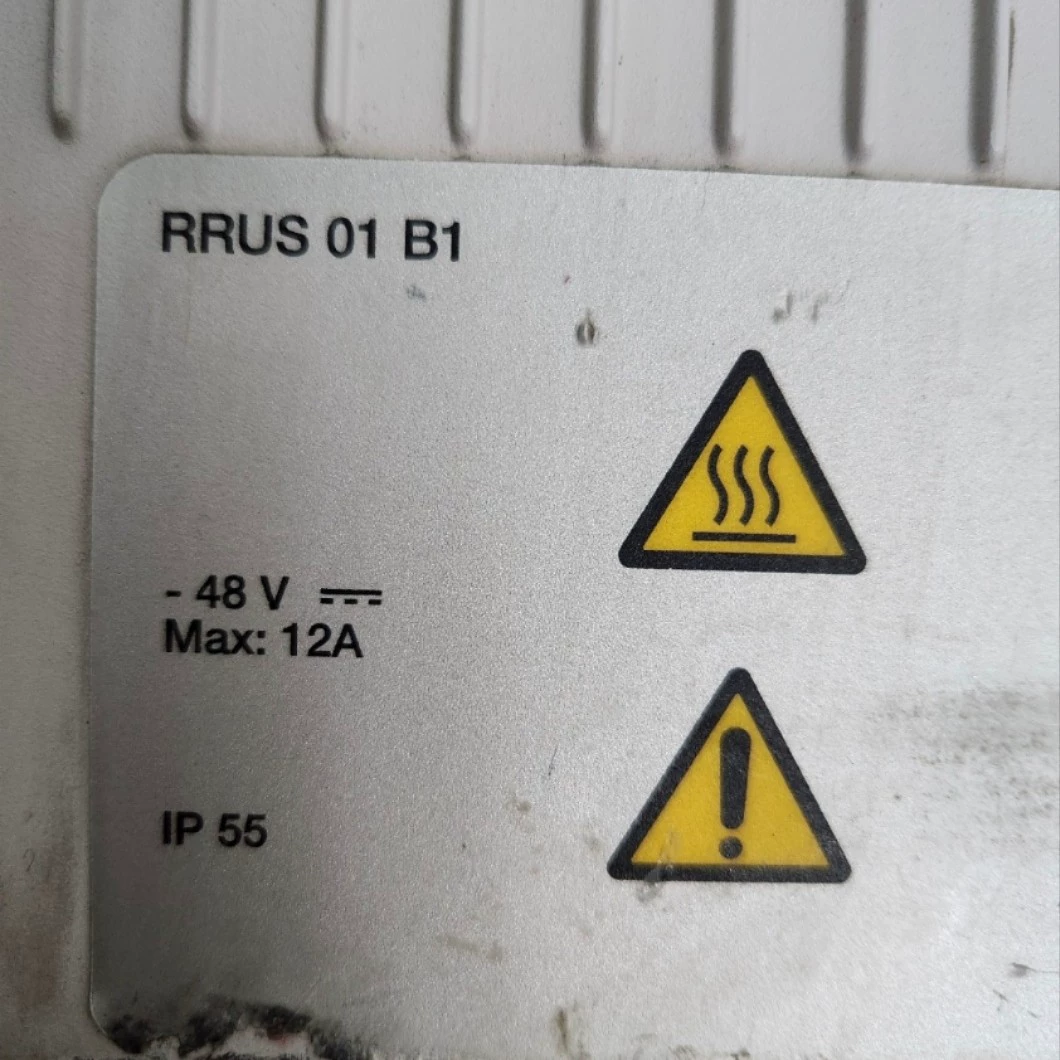 RRUS 01 B1
- 48 V ⎓
Max: 12A
IP 55